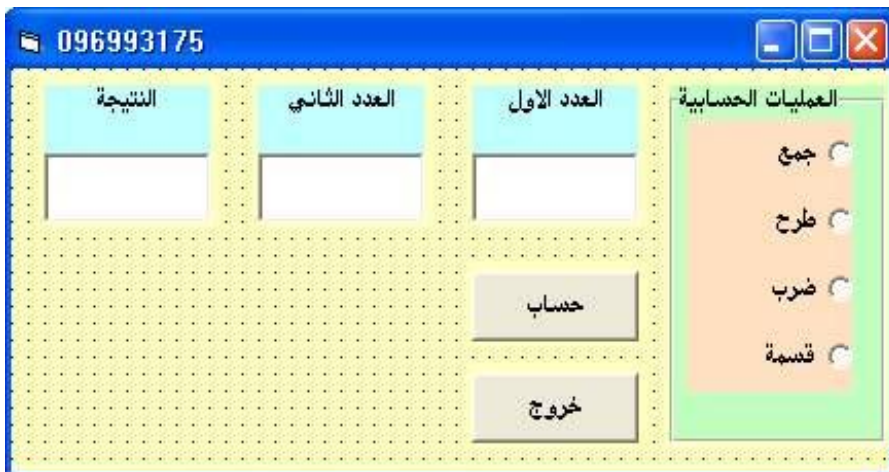 096993175
العمليات الحسابية
العدد الاول
العدد الثاني
النتيجة
جمع
طرح
ضرب
قسمة
حساب
خروج